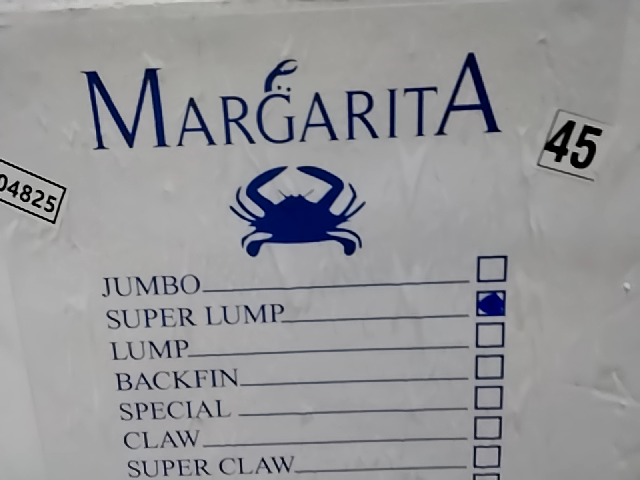 MARGARITA
45
04825
JUMBO
SUPER LUMP
LUMP
BACKFIN
SPECIAL
CLAW
SUPER CLAW